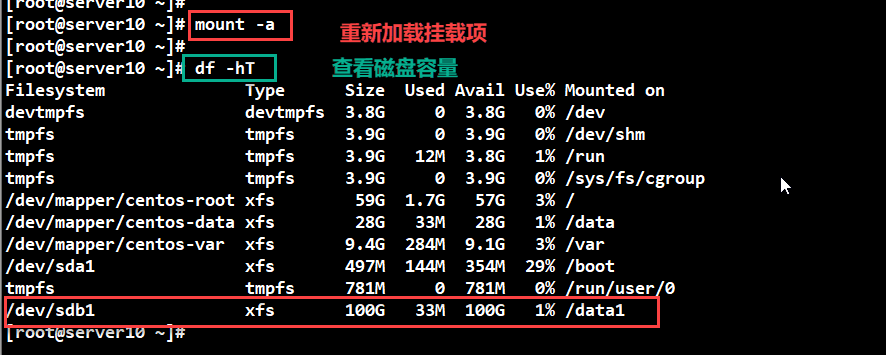 [root@server10 ~]#
[root@server10 ~]# mount -a 重新加载挂载项
[root@server10 ~]#
[root@server10 ~]# df -hT 查看磁盘容量
Filesystem Type Size Used Avail Use% Mounted on
devtmpfs devtmpfs 3.8G 0 3.8G 0% /dev
tmpfs tmpfs 3.9G 0 3.9G 0% /dev/shm
tmpfs tmpfs 3.9G 12M 3.8G 1% /run
tmpfs tmpfs 3.9G 0 3.9G 0% /sys/fs/cgroup
/dev/mapper/centos-root xfs 59G 1.7G 57G 3% /
/dev/mapper/centos-data xfs 28G 33M 28G 1% /data
/dev/mapper/centos-var xfs 9.4G 284M 9.1G 3% /var
/dev/sda1 xfs 497M 144M 354M 29% /boot
tmpfs tmpfs 781M 0 781M 0% /run/user/0
/dev/sdb1 xfs 100G 33M 100G 1% /data1
[root@server10 ~]#